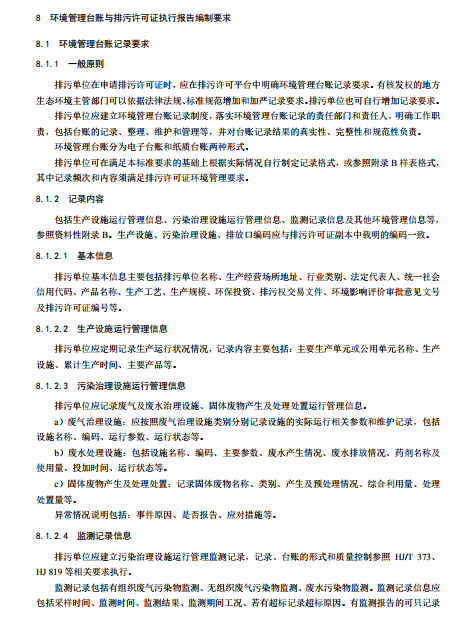 8 环境管理台账与排污许可证执行报告编制要求
8.1 环境管理台账记录要求
8.1.1 一般原则
排污单位在申请排污许可证时，应在排污许可平台中明确环境管理台账记录要求。有核发权的地方
生态环境主管部门可以依据法律法规、标准规范增加和加严记录要求。排污单位也可自行增加记录要求。
排污单位应建立环境管理台账记录制度，落实环境管理台账记录的责任部门和责任人，明确工作职
责，包括台账的记录、整理、维护和管理等，并对台账记录结果的真实性、完整性和规范性负责。
环境管理台账分为电子台账和纸质台账两种形式。
排污单位可在满足本标准要求的基础上根据实际情况自行制定记录格式，或参照附录 B 样表格式，
其中记录频次和内容须满足排污许可证环境管理要求。
8.1.2 记录内容
包括生产设施运行管理信息、污染治理设施运行管理信息、监测记录信息及其他环境管理信息等，
参照资料性附录 B。生产设施、污染治理设施、排放口编码应与排污许可证副本中载明的编码一致。
8.1.2.1 基本信息
排污单位基本信息主要包括排污单位名称、生产经营场所地址、行业类别、法定代表人、统一社会
信用代码、产品名称、生产工艺、生产规模、环保投资、排污权交易文件、环境影响评价审批意见文号
及排污许可证编号等。
8.1.2.2 生产设施运行管理信息
排污单位应定期记录生产运行状况情况，记录内容主要包括：主要生产单元或公用单元名称、生产
设施、累计生产时间、主要产品等。
8.1.2.3 污染治理设施运行管理信息
排污单位应记录废气及废水治理设施、固体废物产生及处理处置运行管理信息。
a）废气治理设施：应按照废气治理设施类别分别记录设施的实际运行相关参数和维护记录，包括
设施名称、编码、运行参数、运行状态等。
b）废水处理设施：包括设施名称、编码、主要参数、废水产生情况、废水排放情况、药剂名称及
使用量、投加时间、运行状态等。
c）固体废物产生及处理处置：记录固体废物名称、类别、产生及预处理情况、综合利用量、处理
处置量等。
异常情况说明包括：事件原因、是否报告、应对措施等。
8.1.2.4 监测记录信息
排污单位应建立污染治理设施运行管理监测记录，记录、台账的形式和质量控制参照 HJ/T 373、
HJ 819 等相关要求执行。
监测记录包括有组织废气污染物监测、无组织废气污染物监测、废水污染物监测。监测记录信息应
包括采样时间、监测时间、监测结果、监测期间工况、若有超标记录超标原因。有监测报告的可只记录